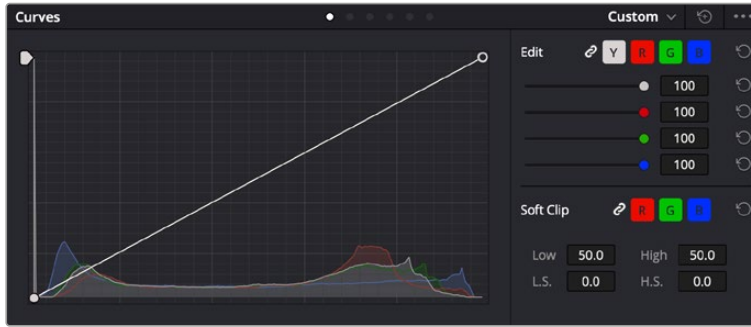 Curves
Custom
Edit Y R G B
100
100
100
100
Soft Clip R G B
Low 50.0 High 50.0
L.S. 0.0 H.S. 0.0